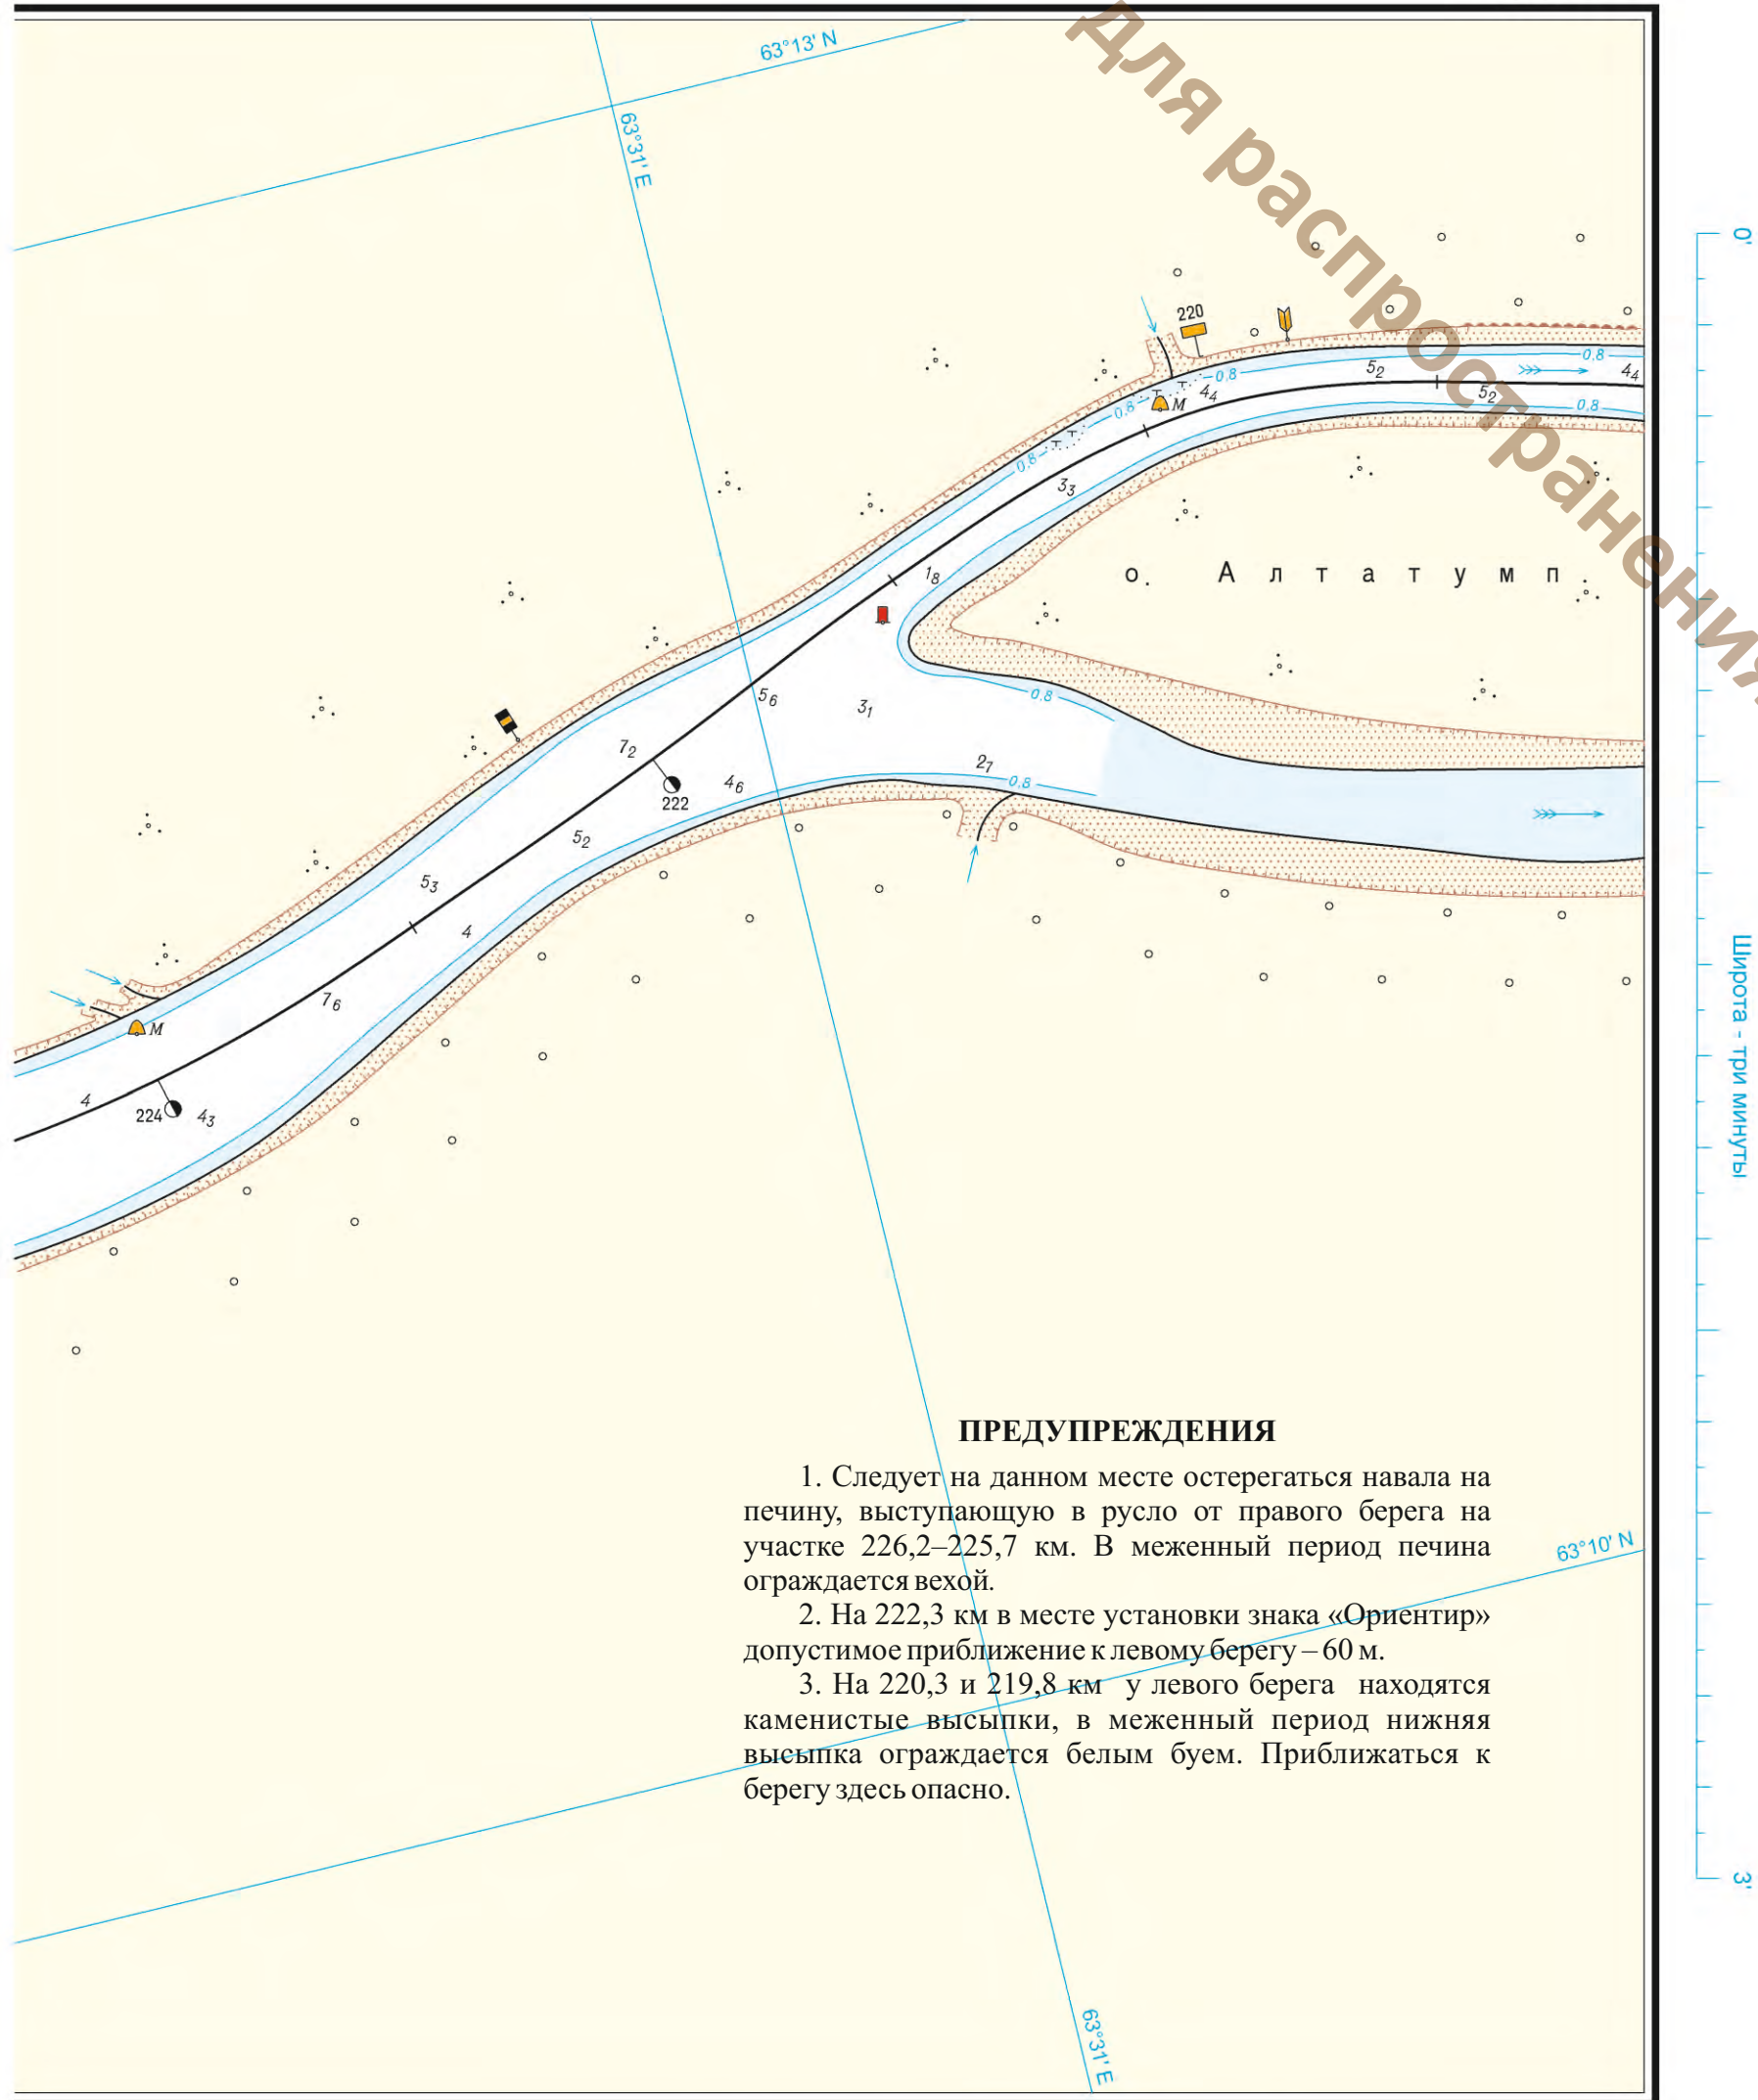 для распространения
63°13' N
63°31' E
0'
220
0,8
5₂
4₄
0,8
4₄
М
5₂
0,8
0,8
0,8
3₃
1₈
о. Алтатумп
5₆
3₁
0,8
7₂
2₇
4₆
0,8
222
5₂
5₃
4
7₆
М
4
224
4₃
Широта - три минуты
ПРЕДУПРЕЖДЕНИЯ
1. Следует на данном месте остерегаться навала на
печину, выступающую в русло от правого берега на
участке 226,2–225,7 км. В меженный период печина
ограждается вехой.
2. На 222,3 км в месте установки знака «Ориентир»
допустимое приближение к левому берегу – 60 м.
3. На 220,3 и 219,8 км у левого берега находятся
каменистые высыпки, в меженный период нижняя
высыпка ограждается белым буем. Приближаться к
берегу здесь опасно.
63°10' N
3'
63°31' E